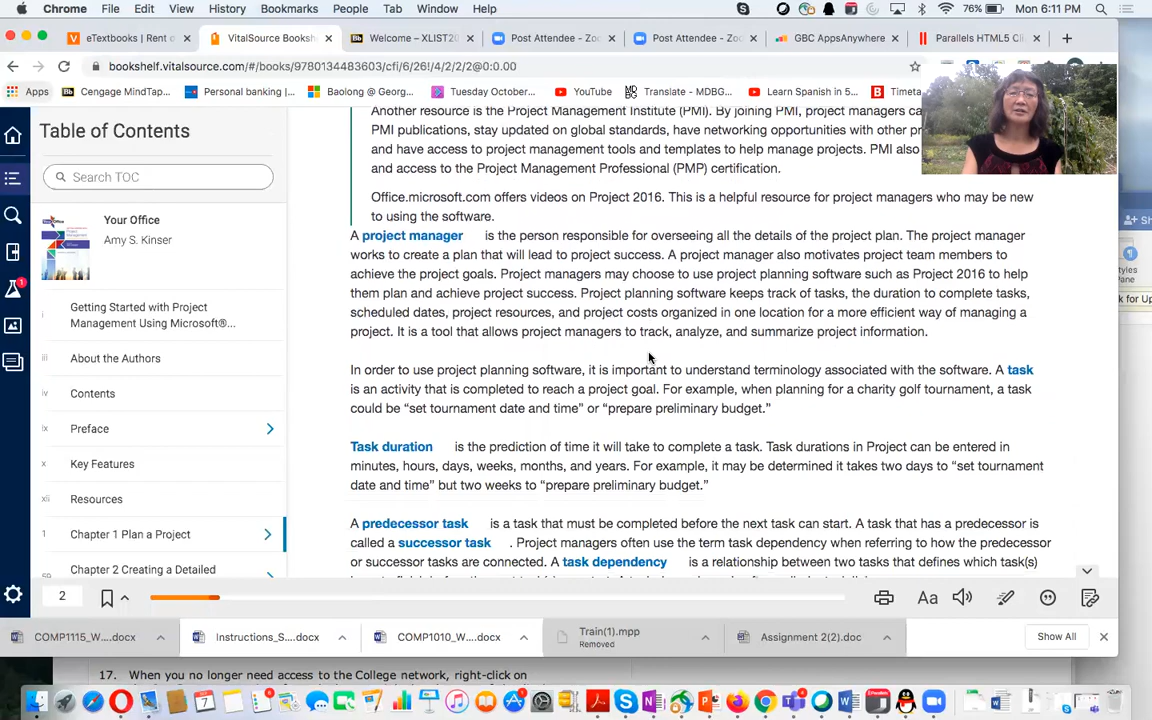 Chrome File Edit View History Bookmarks People Tab Window Help 76% Mon 6:11 PM
eTextbooks | Rent o VitalSource Booksh Welcome – XLIST20 Post Attendee - Zoo Post Attendee - Zoo GBC AppsAnywhere Parallels HTML5 Cli
bookshelf.vitalsource.com/#/books/9780134483603/cfi/6/26!/4/2/2/2@0:0.00
Apps Cengage MindTap... Personal banking |... Baolong @ Georg... Tuesday October... YouTube Translate - MDBG... Learn Spanish in 5... Timeta
Table of Contents
Search TOC
Your Office
Amy S. Kinser
Getting Started with Project
Management Using Microsoft®...
iii About the Authors
iv Contents
ix Preface
x Key Features
xii Resources
1 Chapter 1 Plan a Project
59 Chapter 2 Creating a Detailed
Another resource is the Project Management Institute (PMI). By joining PMI, project managers ca
PMI publications, stay updated on global standards, have networking opportunities with other pr
and have access to project management tools and templates to help manage projects. PMI also
and access to the Project Management Professional (PMP) certification.
Office.microsoft.com offers videos on Project 2016. This is a helpful resource for project managers who may be new
to using the software.
A project manager is the person responsible for overseeing all the details of the project plan. The project manager
works to create a plan that will lead to project success. A project manager also motivates project team members to
achieve the project goals. Project managers may choose to use project planning software such as Project 2016 to help
them plan and achieve project success. Project planning software keeps track of tasks, the duration to complete tasks,
scheduled dates, project resources, and project costs organized in one location for a more efficient way of managing a
project. It is a tool that allows project managers to track, analyze, and summarize project information.
In order to use project planning software, it is important to understand terminology associated with the software. A task
is an activity that is completed to reach a project goal. For example, when planning for a charity golf tournament, a task
could be “set tournament date and time” or “prepare preliminary budget.”
Task duration is the prediction of time it will take to complete a task. Task durations in Project can be entered in
minutes, hours, days, weeks, months, and years. For example, it may be determined it takes two days to “set tournament
date and time” but two weeks to “prepare preliminary budget.”
A predecessor task is a task that must be completed before the next task can start. A task that has a predecessor is
called a successor task . Project managers often use the term task dependency when referring to how the predecessor
or successor tasks are connected. A task dependency is a relationship between two tasks that defines which task(s)
2 Aa
COMP1115_W....docx Instructions_S....docx COMP1010_W....docx Train(1).mpp Assignment 2(2).doc Show All
Removed
17. When you no longer need access to the College network, right-click on
Sh
tyles
Pane
k for Up